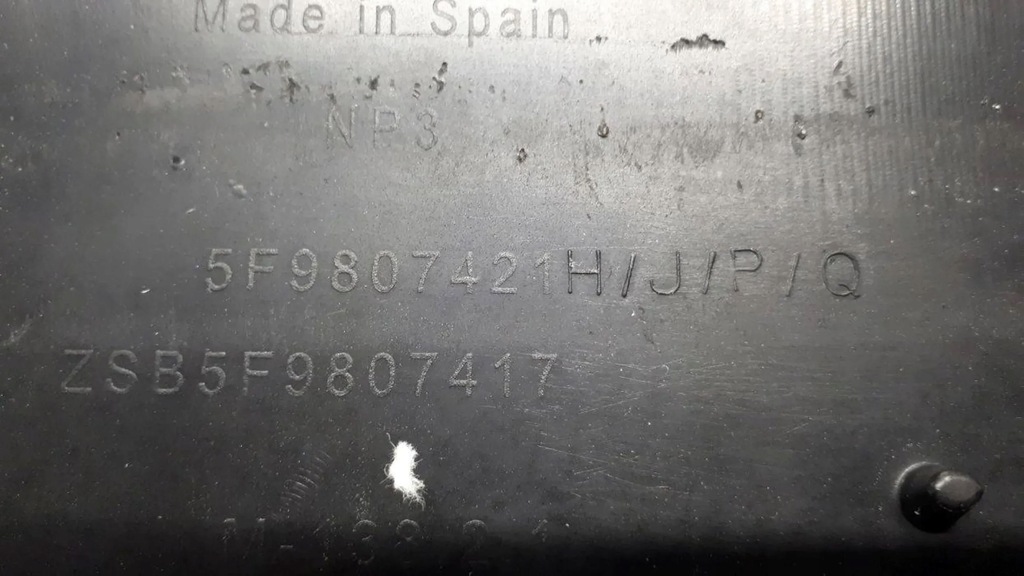 Made in Spain
NP3
5F9807421H/J/P/Q
ZSB5F9807417